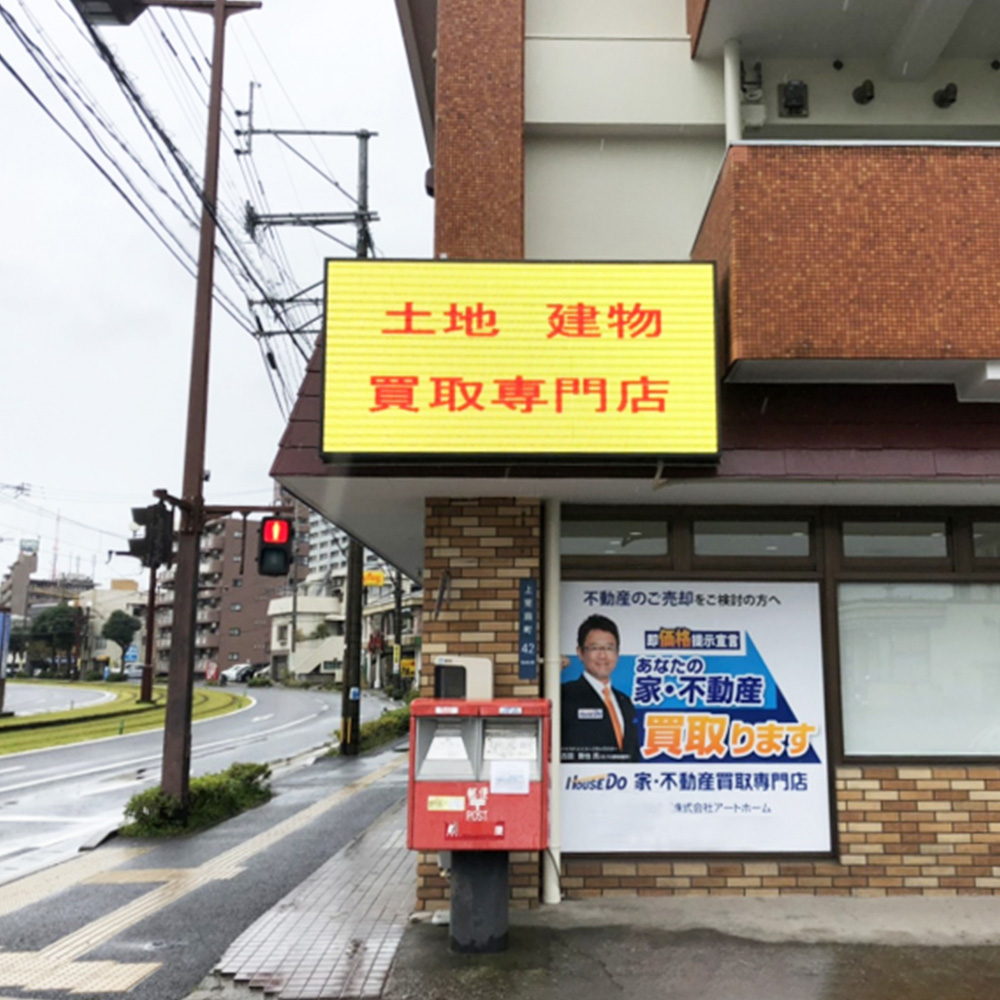 土地 建物
買取専門店
不動産のご売却をご検討の方へ
即価格提示宣言
あなたの
家・不動産
買取ります
HOUSEDO 家・不動産買取専門店
株式会社アートホーム
42
郵便
POST